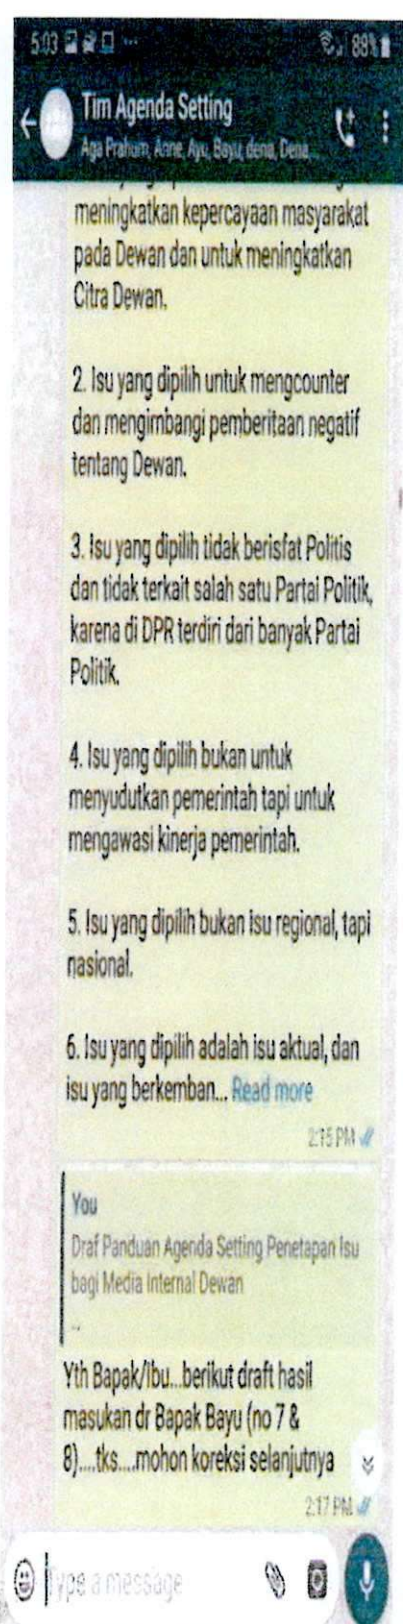 5:03
88%
Tim Agenda Setting
Aga Prahum, Anne, Ayu, Bayu, dena, Dena...
meningkatkan kepercayaan masyarakat
pada Dewan dan untuk meningkatkan
Citra Dewan.
2. Isu yang dipilih untuk mengcounter
dan mengimbangi pemberitaan negatif
tentang Dewan.
3. Isu yang dipilih tidak berisfat Politis
dan tidak terkait salah satu Partai Politik,
karena di DPR terdiri dari banyak Partai
Politik.
4. Isu yang dipilih bukan untuk
menyudutkan pemerintah tapi untuk
mengawasi kinerja pemerintah.
5. Isu yang dipilih bukan isu regional, tapi
nasional.
6. Isu yang dipilih adalah isu aktual, dan
isu yang berkemban... Read more
2:15 PM
You
Draf Panduan Agenda Setting Penetapan Isu
bagi Media Internal Dewan
..
Yth Bapak/Ibu...berikut draft hasil
masukan dr Bapak Bayu (no 7 &
8)....tks....mohon koreksi selanjutnya
2:17 PM
Type a message